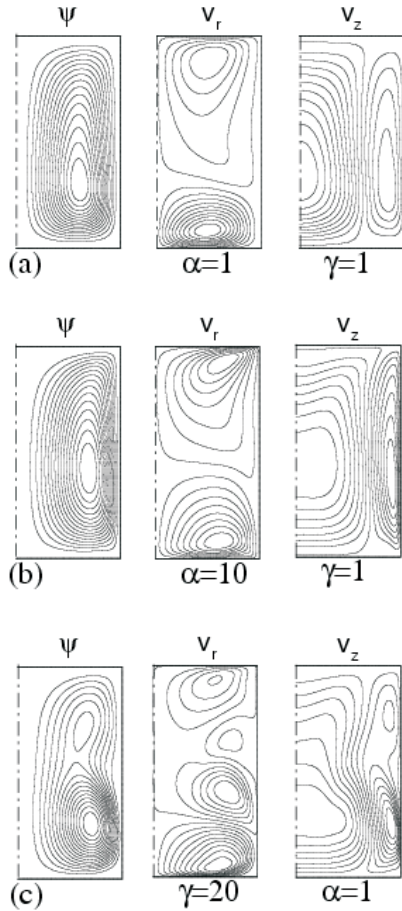 ψ v_r v_z
(a) α=1 γ=1
ψ v_r v_z
(b) α=10 γ=1
ψ v_r v_z
(c) γ=20 α=1